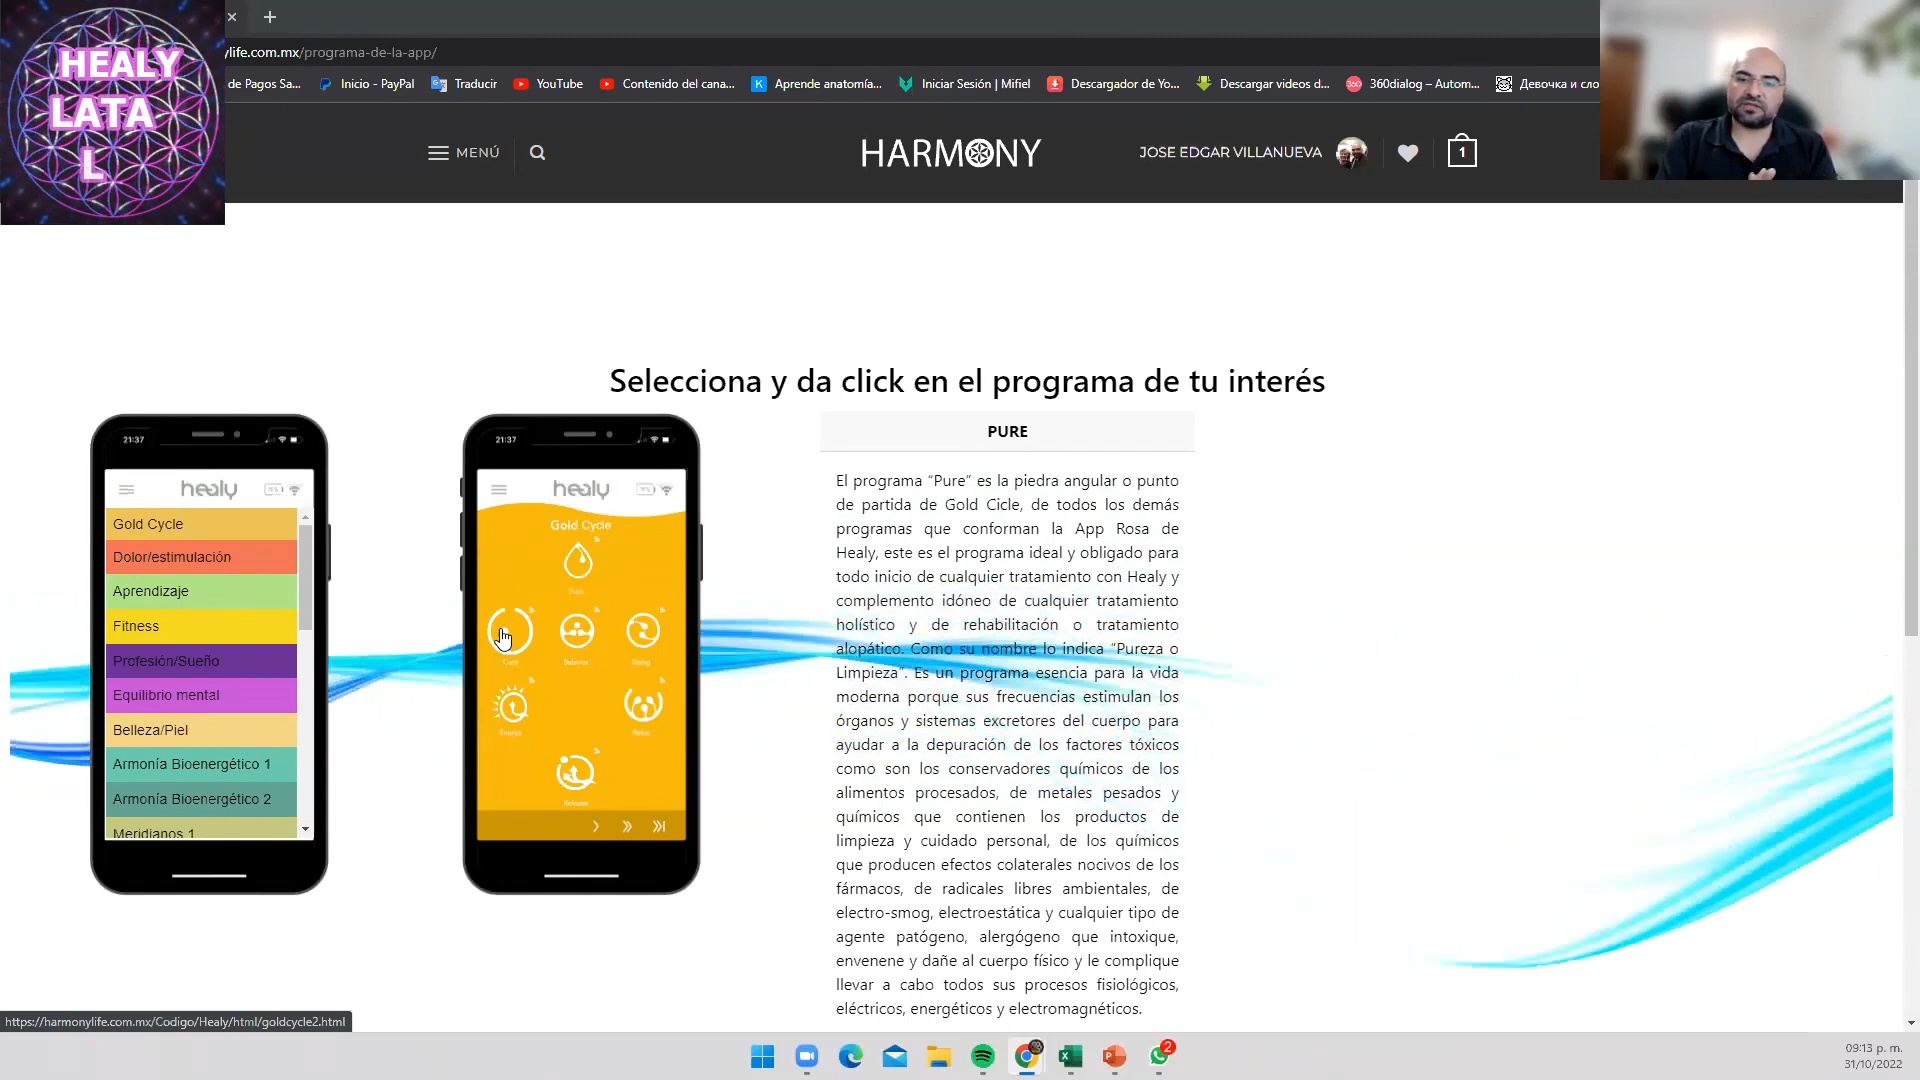 HEALY
LATA
L
ylife.com.mx/programa-de-la-app/
de Pagos Sa...
Inicio - PayPal
Traducir
YouTube
Contenido del cana...
Aprende anatomía...
Iniciar Sesión | Mifiel
Descargador de Yo...
Descargar videos d...
360dialog – Autom...
Девочка и сло
MENÚ
HARMONY
JOSE EDGAR VILLANUEVA
1
Selecciona y da click en el programa de tu interés
21:37
healy
Gold Cycle
Dolor/estimulación
Aprendizaje
Fitness
Profesión/Sueño
Equilibrio mental
Belleza/Piel
Armonía Bioenergético 1
Armonía Bioenergético 2
Meridianos 1
21:37
healy
Gold Cycle
Pure
Care
Balance
Being
Energy
Relax
Release
PURE
El programa “Pure” es la piedra angular o punto
de partida de Gold Cicle, de todos los demás
programas que conforman la App Rosa de
Healy, este es el programa ideal y obligado para
todo inicio de cualquier tratamiento con Healy y
complemento idóneo de cualquier tratamiento
holístico y de rehabilitación o tratamiento
alopático. Como su nombre lo indica “Pureza o
Limpieza”. Es un programa esencia para la vida
moderna porque sus frecuencias estimulan los
órganos y sistemas excretores del cuerpo para
ayudar a la depuración de los factores tóxicos
como son los conservadores químicos de los
alimentos procesados, de metales pesados y
químicos que contienen los productos de
limpieza y cuidado personal, de los químicos
que producen efectos colaterales nocivos de los
fármacos, de radicales libres ambientales, de
electro-smog, electroestática y cualquier tipo de
agente patógeno, alergógeno que intoxique,
envenene y dañe al cuerpo físico y le complique
llevar a cabo todos sus procesos fisiológicos,
eléctricos, energéticos y electromagnéticos.
https://harmonylife.com.mx/Codigo/Healy/html/goldcycle2.html
2
09:13 p. m.
31/10/2022